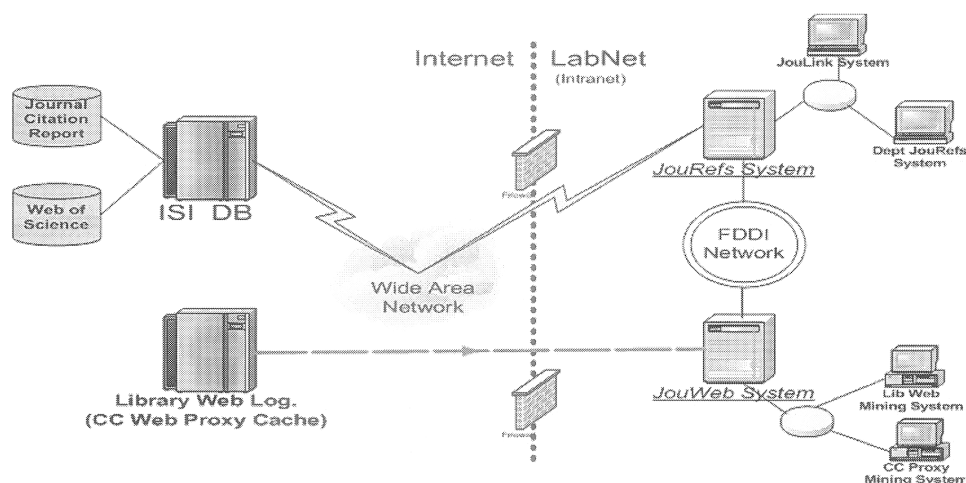 Internet
LabNet
(Intranet)
JouLink System
Journal
Citation
Report
Web of
Science
ISI DB
Firewall
JouRefs System
Dept JouRefs
System
FDDI
Network
Wide Area
Network
Library Web Log.
(CC Web Proxy Cache)
Firewall
JouWeb System
Lib Web
Mining System
CC Proxy
Mining System